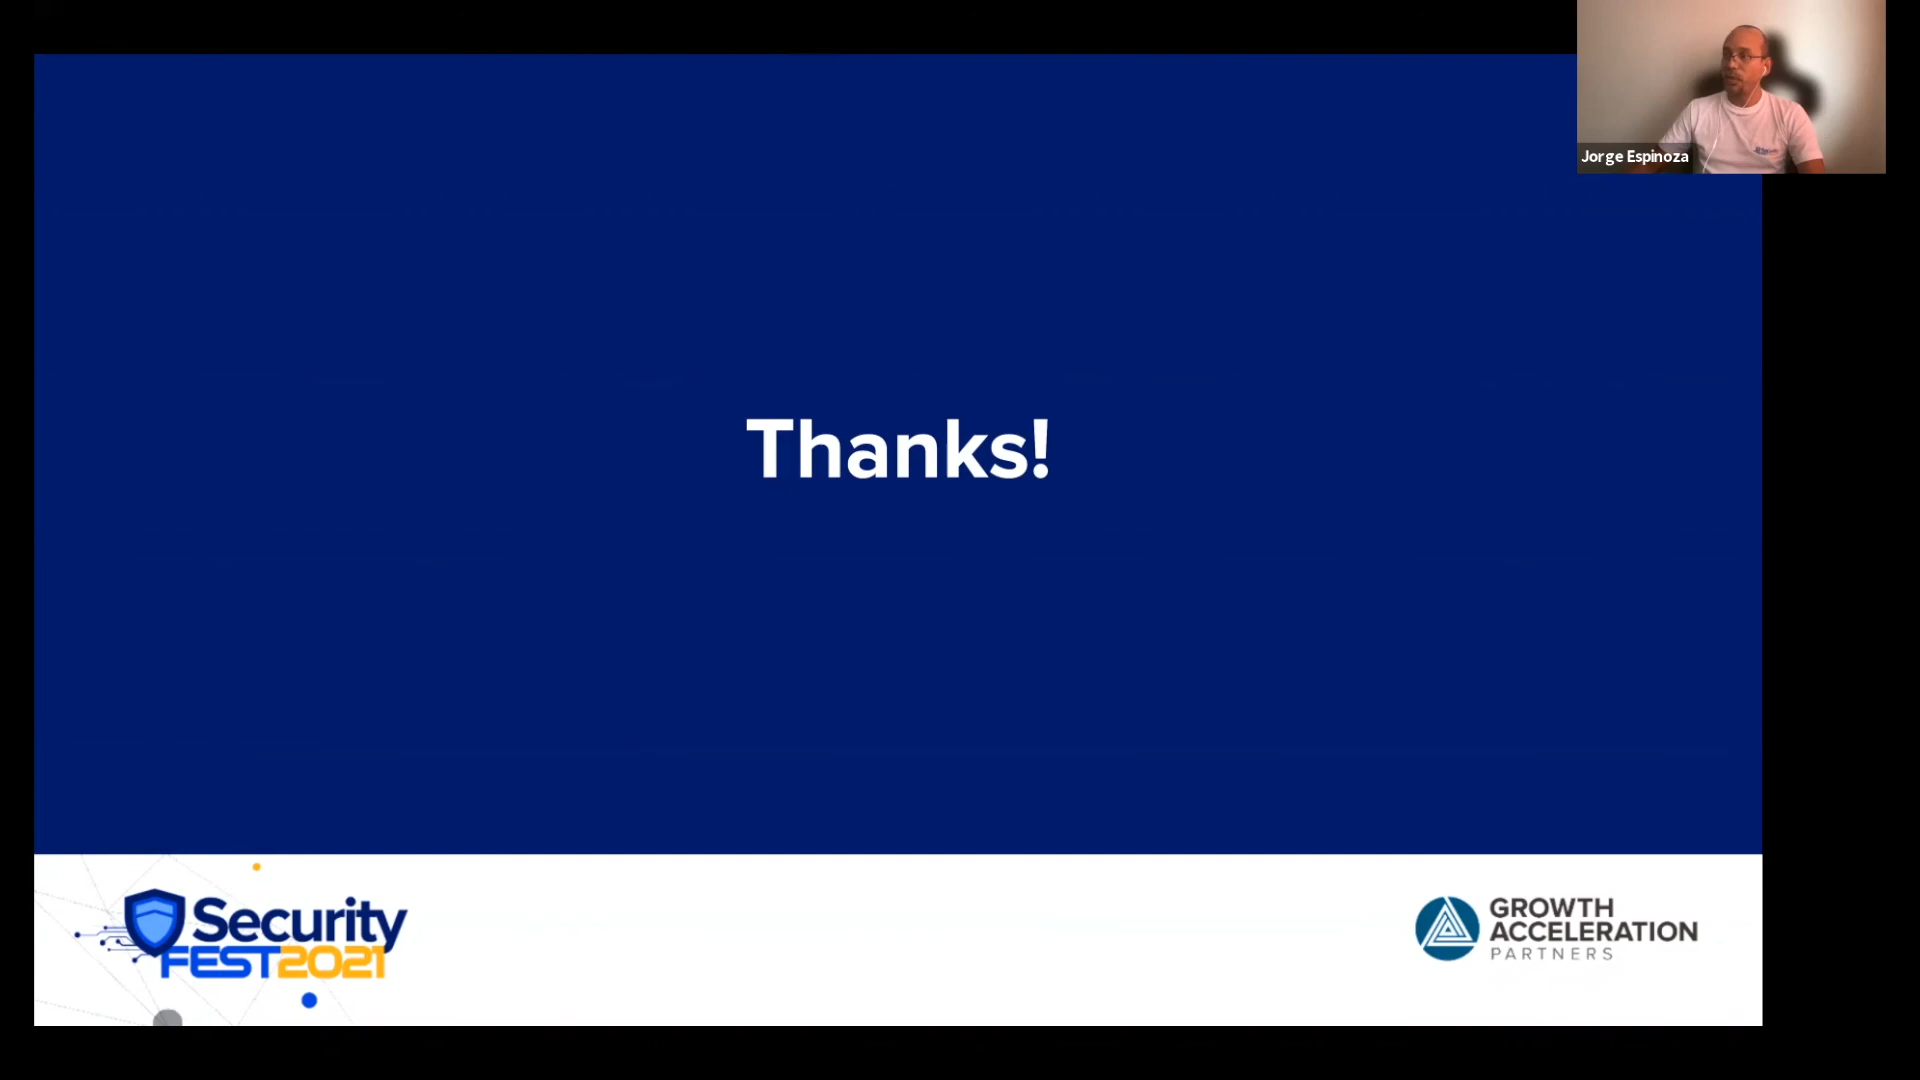 Jorge Espinoza
Thanks!
Security
FEST2021
GROWTH
ACCELERATION
PARTNERS